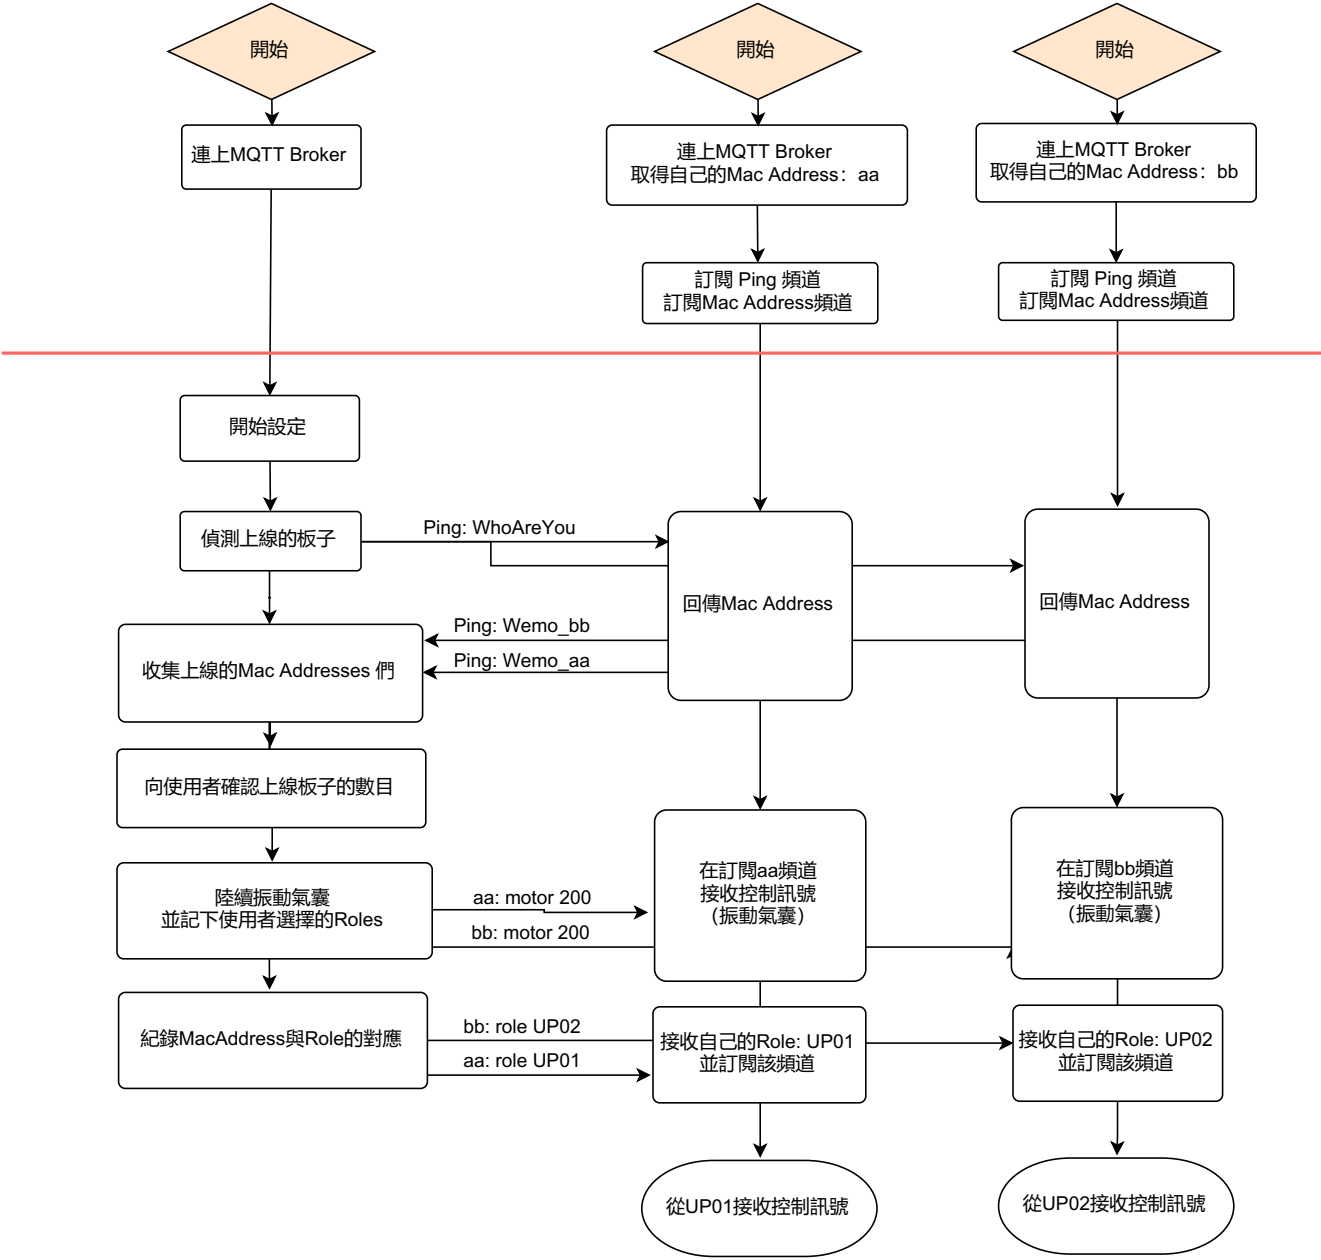 開始
開始
開始
連上MQTT Broker
連上MQTT Broker
取得自己的Mac Address：aa
連上MQTT Broker
取得自己的Mac Address：bb
訂閱 Ping 頻道
訂閱Mac Address頻道
訂閱 Ping 頻道
訂閱Mac Address頻道
開始設定
偵測上線的板子
Ping: WhoAreYou
回傳Mac Address
回傳Mac Address
Ping: Wemo_bb
Ping: Wemo_aa
收集上線的Mac Addresses 們
向使用者確認上線板子的數目
陸續振動氣囊
並記下使用者選擇的Roles
aa: motor 200
bb: motor 200
在訂閱aa頻道
接收控制訊號
（振動氣囊）
在訂閱bb頻道
接收控制訊號
（振動氣囊）
紀錄MacAddress與Role的對應
bb: role UP02
aa: role UP01
接收自己的Role: UP01
並訂閱該頻道
接收自己的Role: UP02
並訂閱該頻道
從UP01接收控制訊號
從UP02接收控制訊號